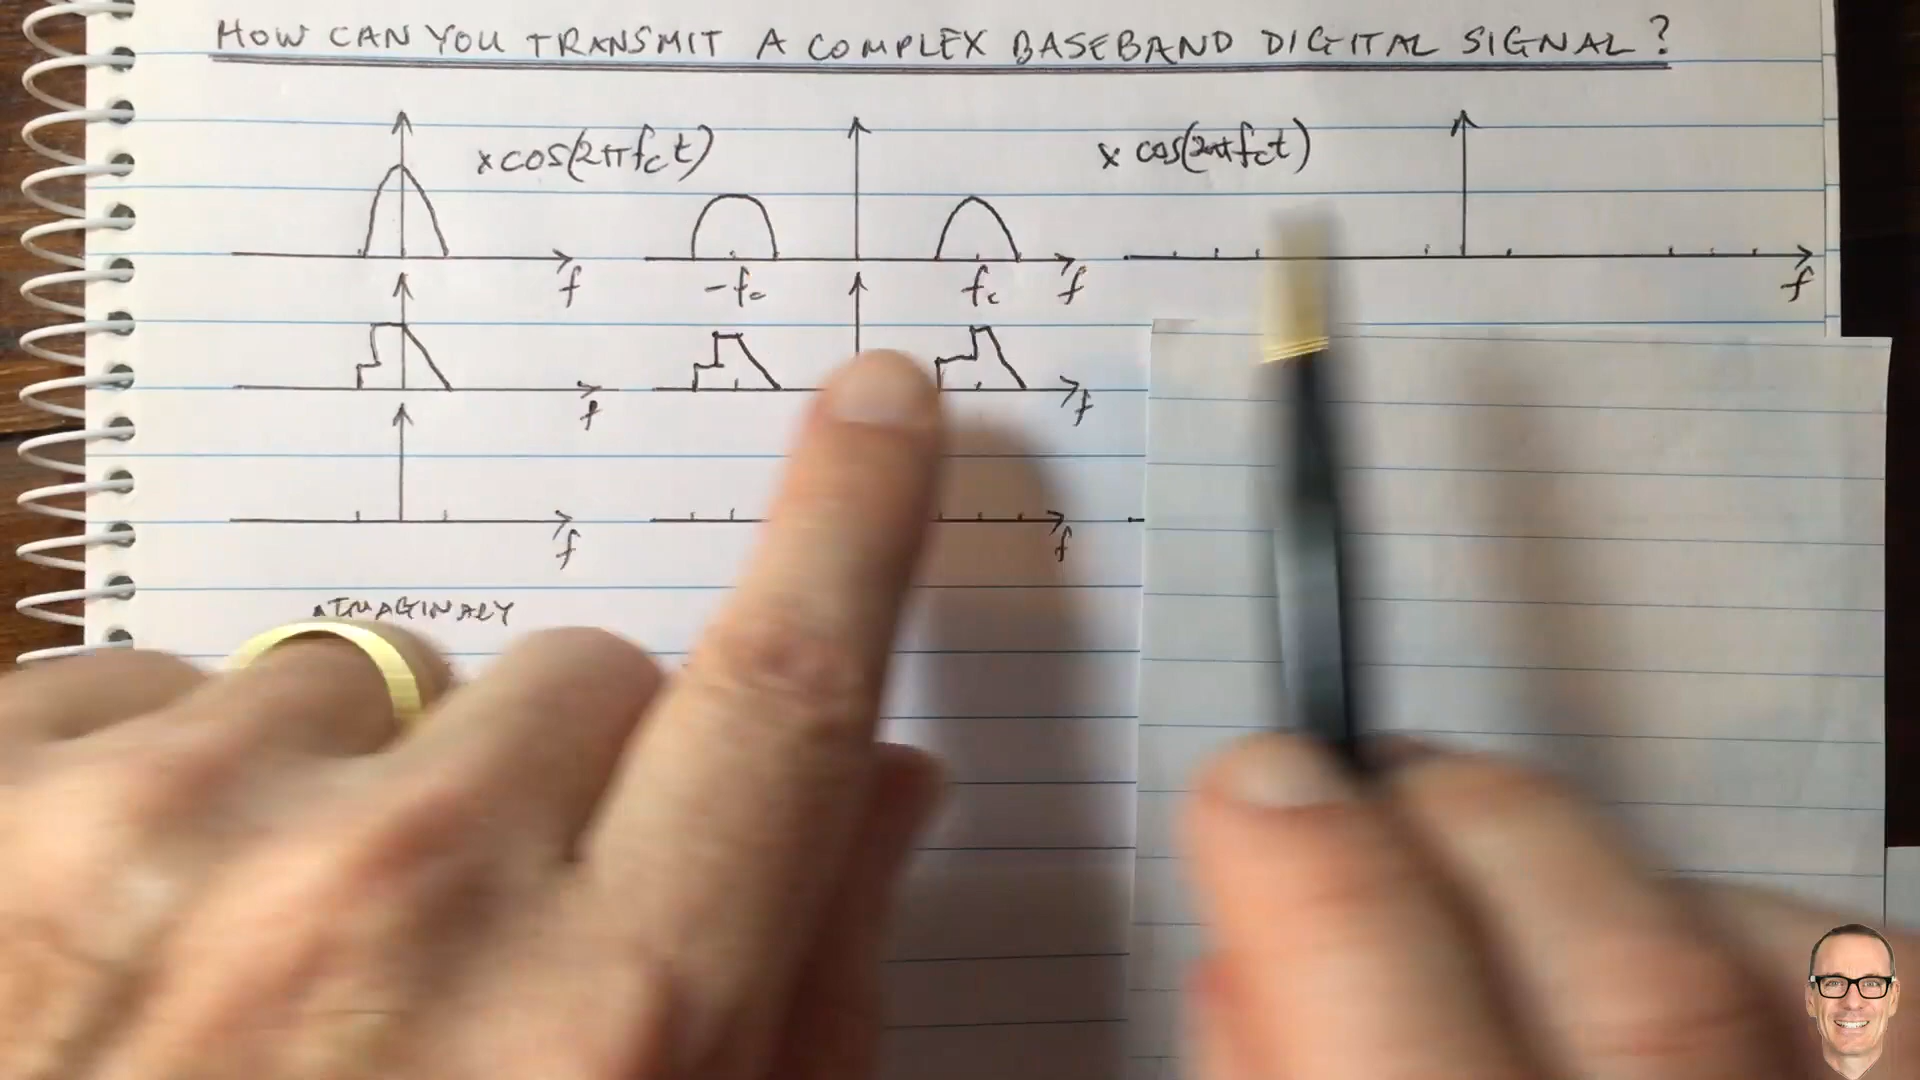 HOW CAN YOU TRANSMIT A COMPLEX BASEBAND DIGITAL SIGNAL?
x cos(2πfct)
x cos(2πfct)
f
-fc
fc
f
f
f
f
f
f
IMAGINARY